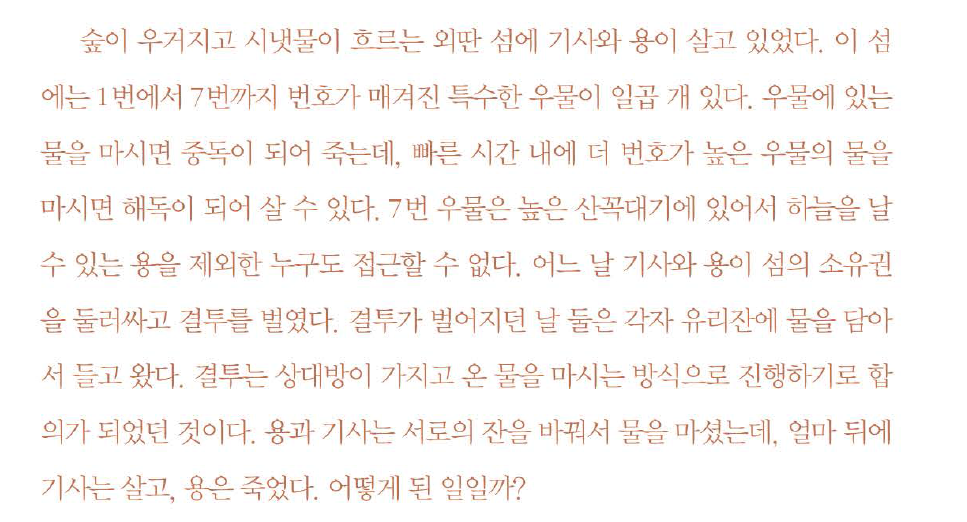 숲이 우거지고 시냇물이 흐르는 외딴 섬에 기사와 용이 살고 있었다. 이 섬
에는 1번에서 7번까지 번호가 매겨진 특수한 우물이 일곱 개 있다. 우물에 있는
물을 마시면 중독이 되어 죽는데, 빠른 시간 내에 더 번호가 높은 우물의 물을
마시면 해독이 되어 살 수 있다. 7번 우물은 높은 산꼭대기에 있어서 하늘을 날
수 있는 용을 제외한 누구도 접근할 수 없다. 어느 날 기사와 용이 섬의 소유권
을 둘러싸고 결투를 벌였다. 결투가 벌어지던 날 둘은 각자 유리잔에 물을 담아
서 들고 왔다. 결투는 상대방이 가지고 온 물을 마시는 방식으로 진행하기로 합
의가 되었던 것이다. 용과 기사는 서로의 잔을 바꿔서 물을 마셨는데, 얼마 뒤에
기사는 살고, 용은 죽었다. 어떻게 된 일일까?